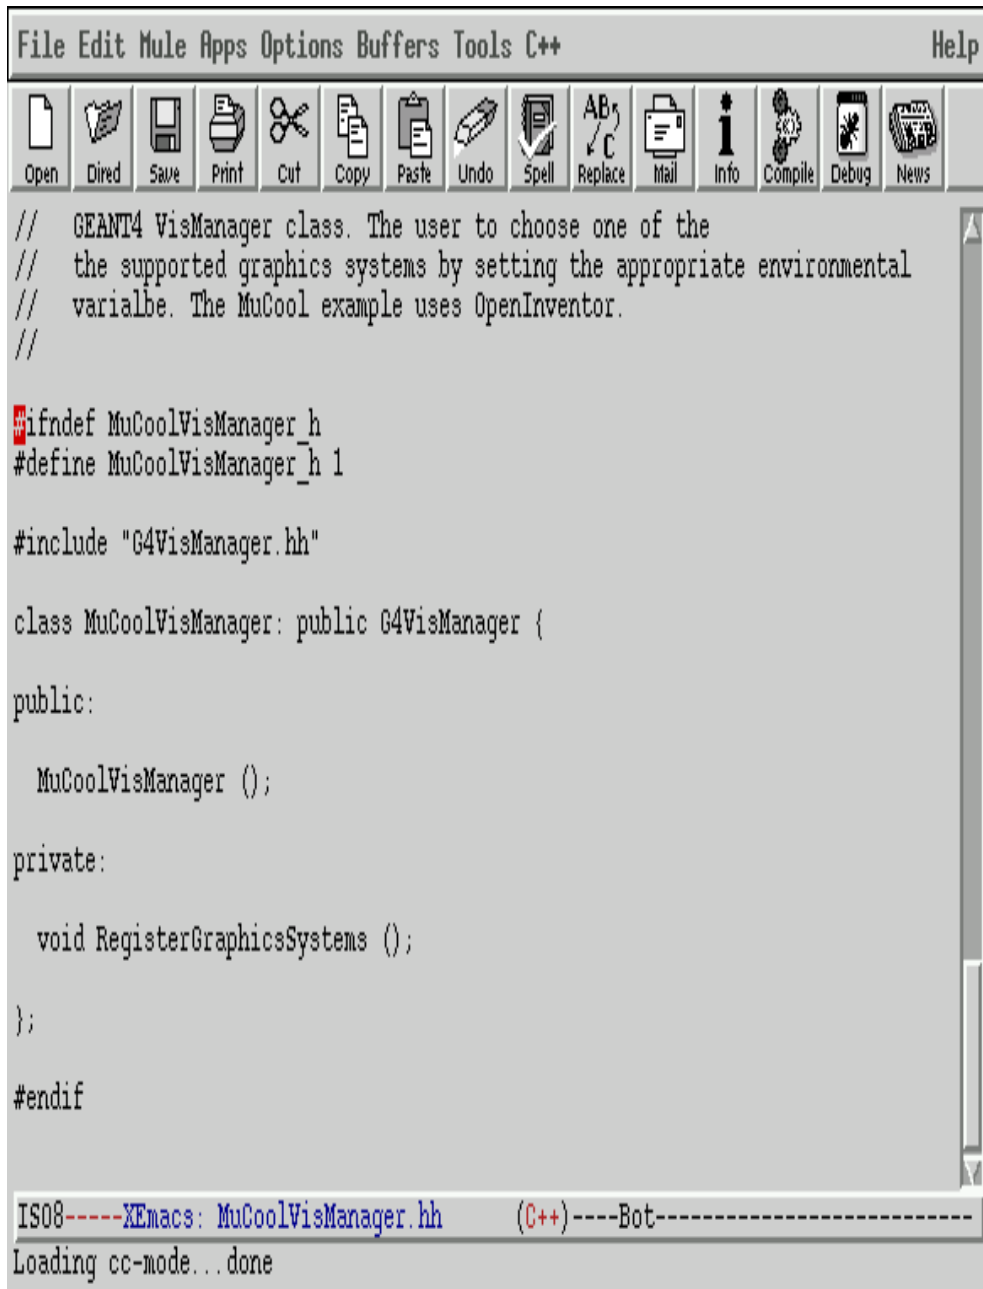 File Edit Mule Apps Options Buffers Tools C++ Help
Open Dired Save Print Cut Copy Paste Undo Spell AB C Replace Mail i Info Compile Debug News
//   GEANT4 VisManager class. The user to choose one of the
//   the supported graphics systems by setting the appropriate environmental
//   varialbe. The MuCool example uses OpenInventor.
//
#ifndef MuCoolVisManager_h
#define MuCoolVisManager_h 1
#include "G4VisManager.hh"
class MuCoolVisManager: public G4VisManager {
public:
  MuCoolVisManager ();
private:
  void RegisterGraphicsSystems ();
};
#endif
ISO8-----XEmacs: MuCoolVisManager.hh      (C++)----Bot---------------------------
Loading cc-mode...done